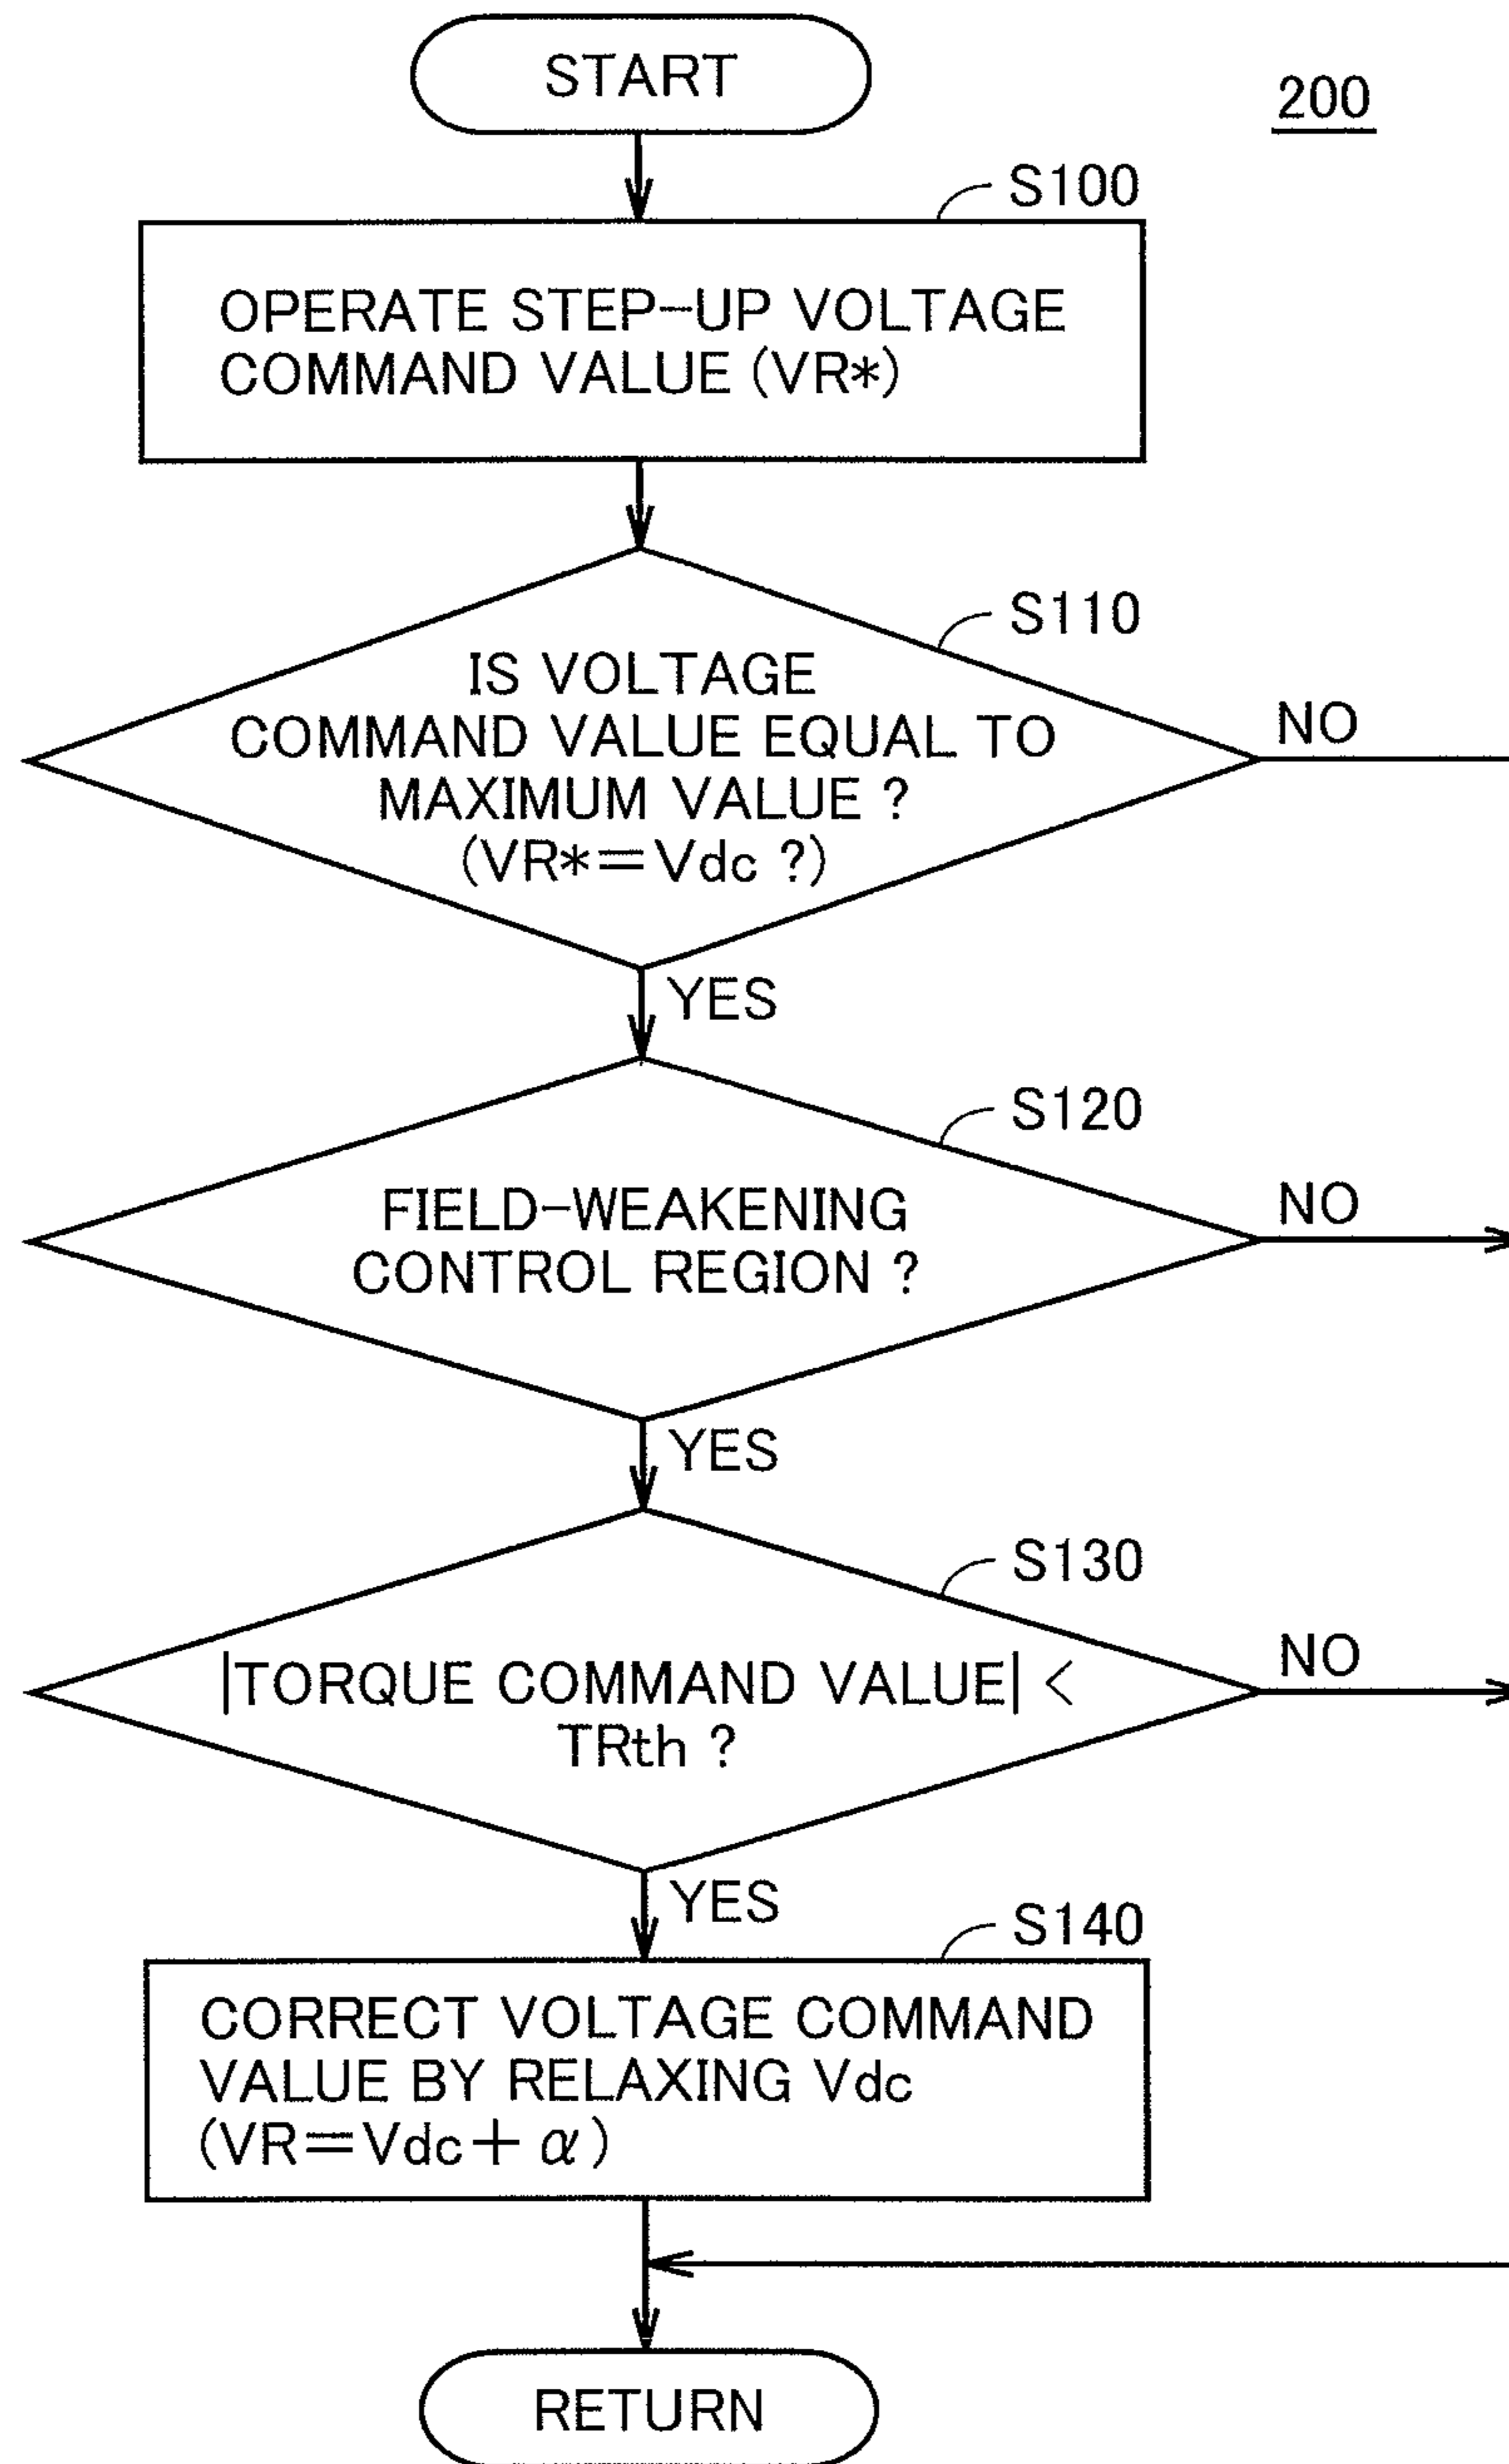 START
200
S100
OPERATE STEP-UP VOLTAGE
COMMAND VALUE (VR*)
S110
IS VOLTAGE
COMMAND VALUE EQUAL TO
MAXIMUM VALUE ?
(VR*=Vdc ?)
NO
YES
S120
FIELD-WEAKENING
CONTROL REGION ?
NO
YES
S130
|TORQUE COMMAND VALUE| <
TRth ?
NO
YES
S140
CORRECT VOLTAGE COMMAND
VALUE BY RELAXING Vdc
(VR=Vdc+ α)
RETURN